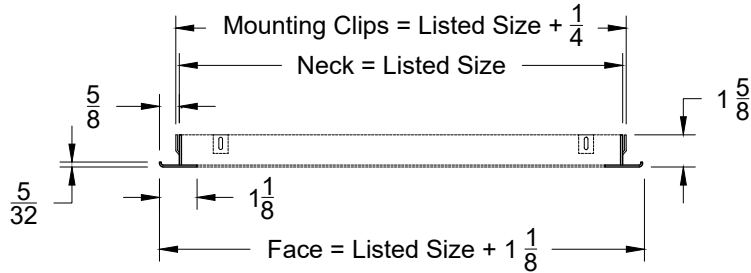 Mounting Clips = Listed Size + 1/4
Neck = Listed Size
5/8
1 5/8
5/32
1 1/8
Face = Listed Size + 1 1/8